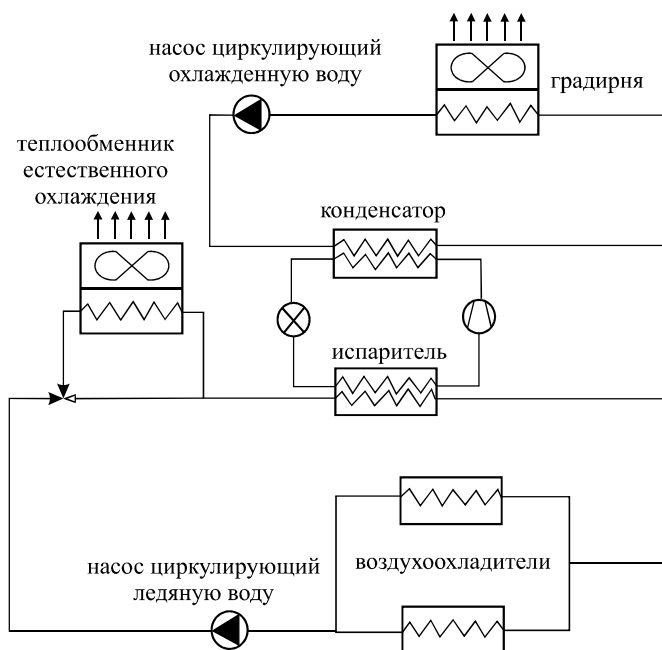 насос циркулирующий
охлажденную воду
градирня
теплообменник
естественного
охлаждения
конденсатор
испаритель
насос циркулирующий
ледяную воду
воздухоохладители